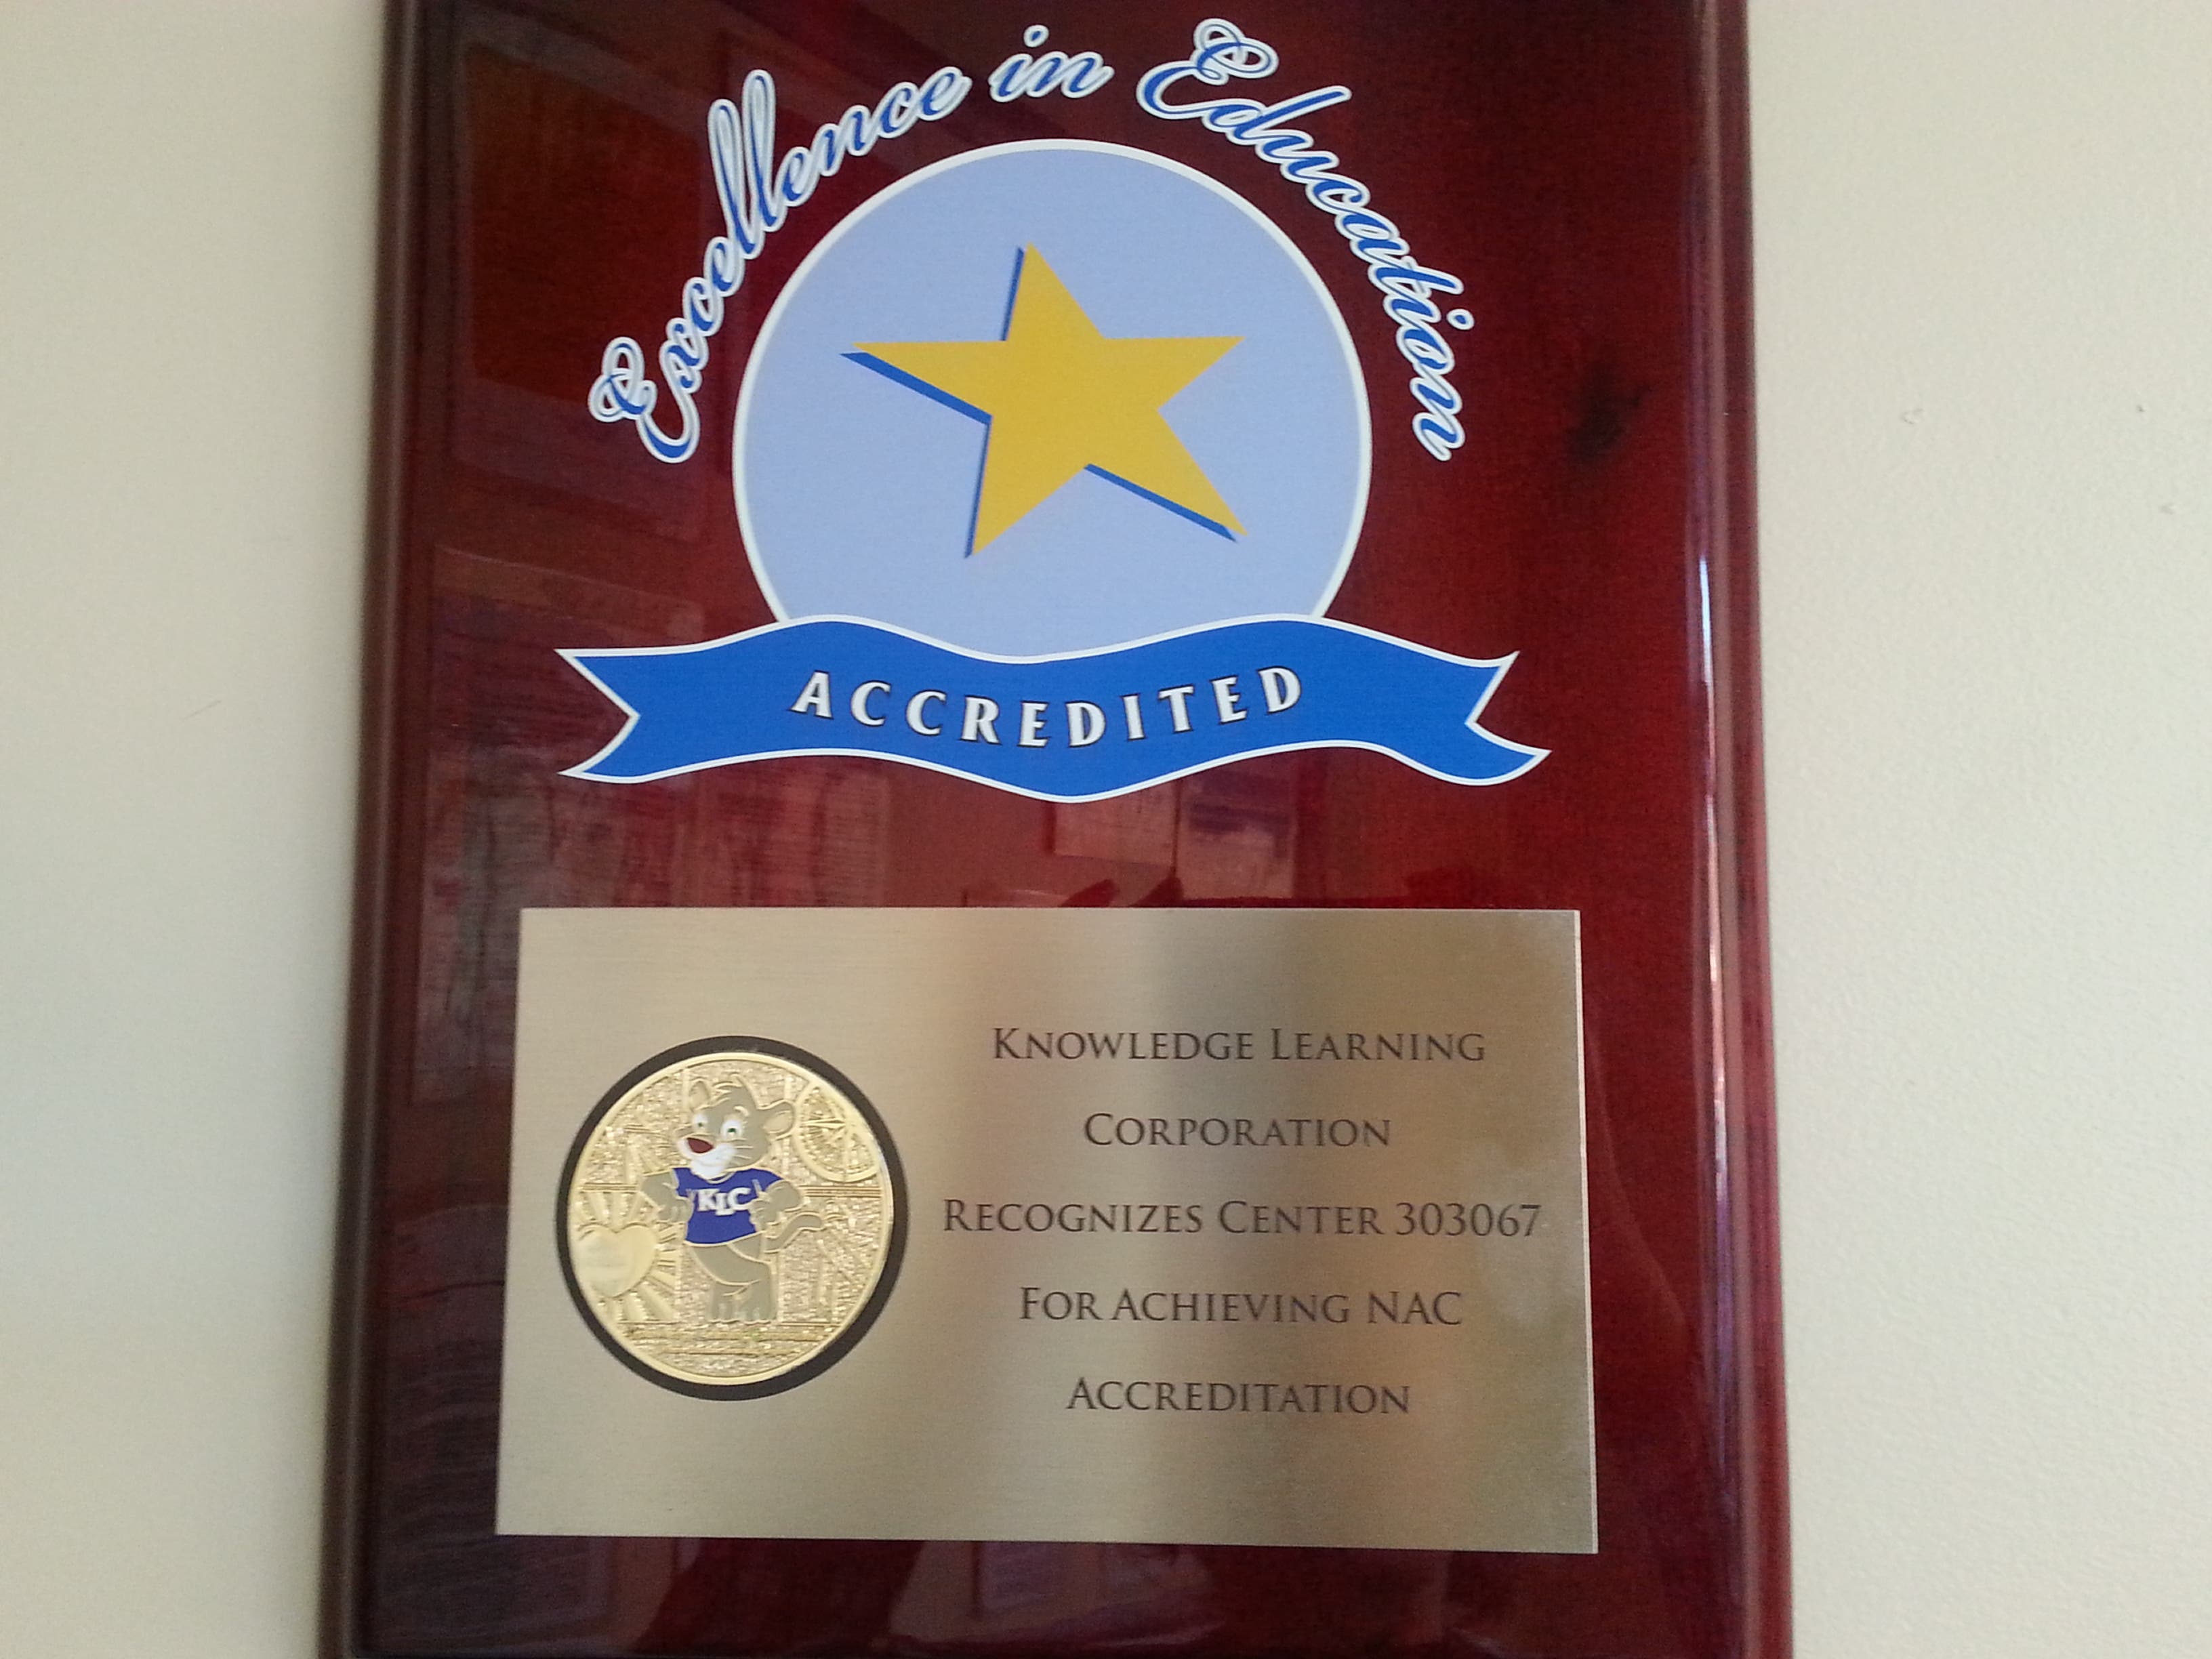 Excellence in Education
ACCREDITED
KNOWLEDGE LEARNING
CORPORATION
RECOGNIZES CENTER 303067
FOR ACHIEVING NAC
ACCREDITATION
KLC